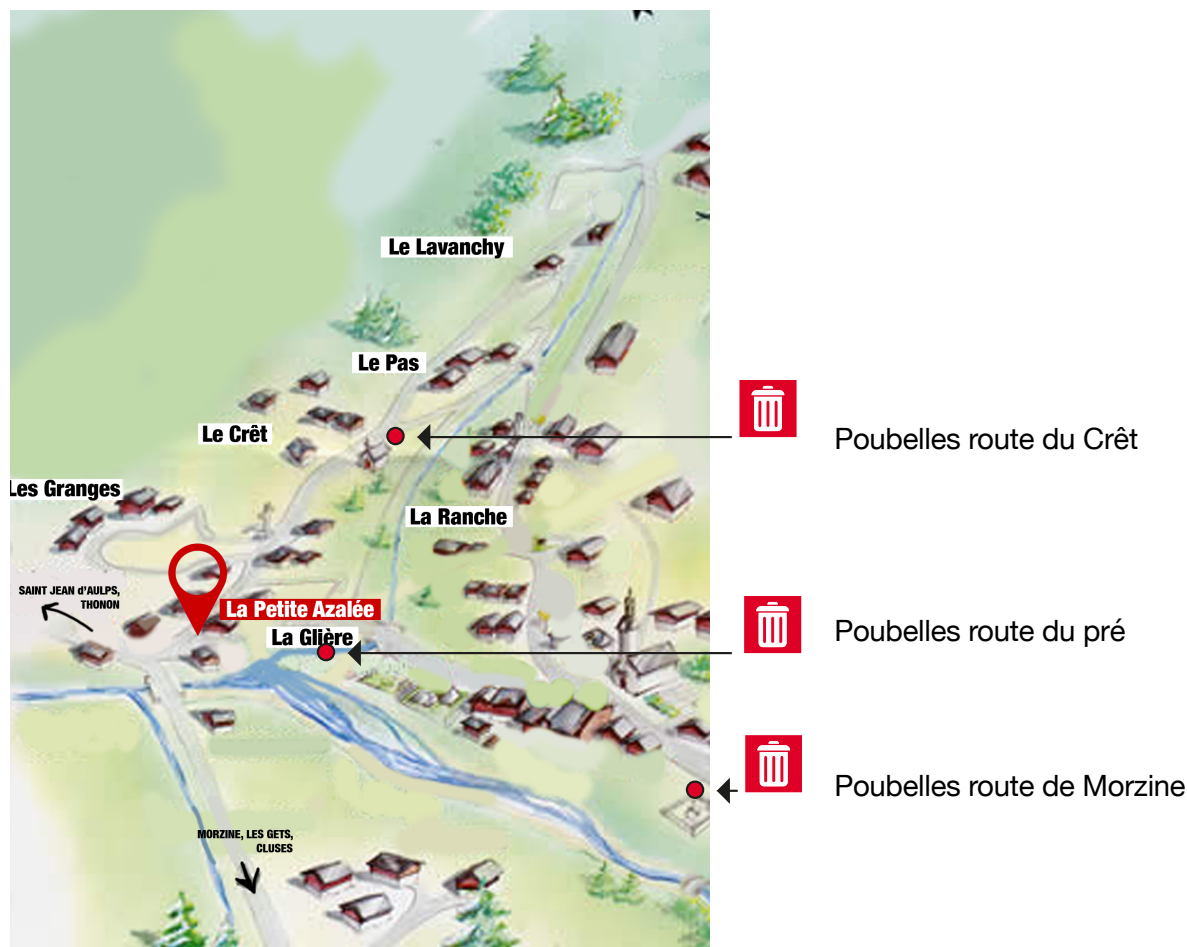 Le Lavanchy
Le Pas
Le Crêt
Poubelles route du Crêt
Les Granges
La Ranche
SAINT JEAN d'AULPS,
THONON
La Petite Azalée
La Glière
Poubelles route du pré
Poubelles route de Morzine
MORZINE, LES GETS,
CLUSES